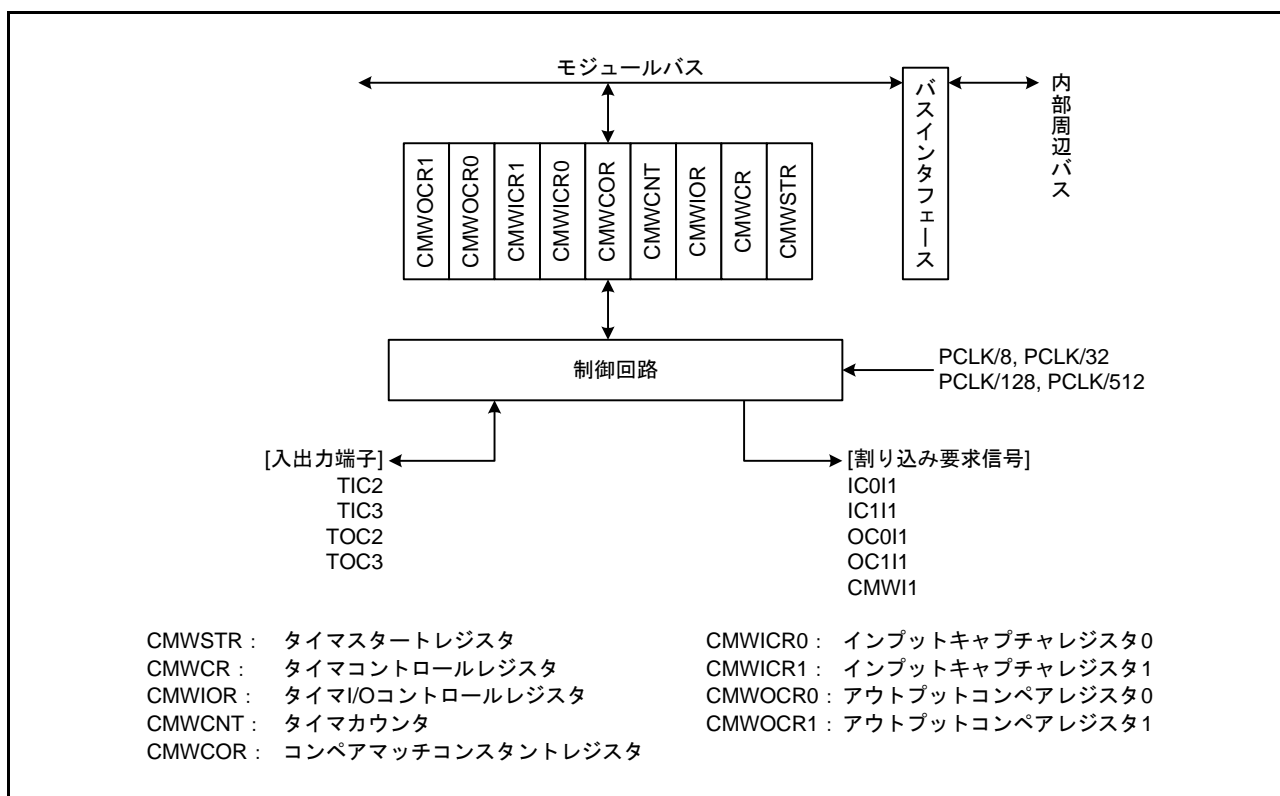 モジュールバス
バスインタフェース
内部周辺バス
CMWOCR1
CMWOCR0
CMWICR1
CMWICR0
CMWCOR
CMWCNT
CMWIOR
CMWCR
CMWSTR
制御回路
PCLK/8, PCLK/32
PCLK/128, PCLK/512
[入出力端子]
TIC2
TIC3
TOC2
TOC3
[割り込み要求信号]
IC0I1
IC1I1
OC0I1
OC1I1
CMWI1
CMWSTR : タイマスタートレジスタ
CMWCR : タイマコントロールレジスタ
CMWIOR : タイマI/Oコントロールレジスタ
CMWCNT : タイマカウンタ
CMWCOR : コンペアマッチコンスタントレジスタ
CMWICR0 : インプットキャプチャレジスタ0
CMWICR1 : インプットキャプチャレジスタ1
CMWOCR0 : アウトプットコンペアレジスタ0
CMWOCR1 : アウトプットコンペアレジスタ1